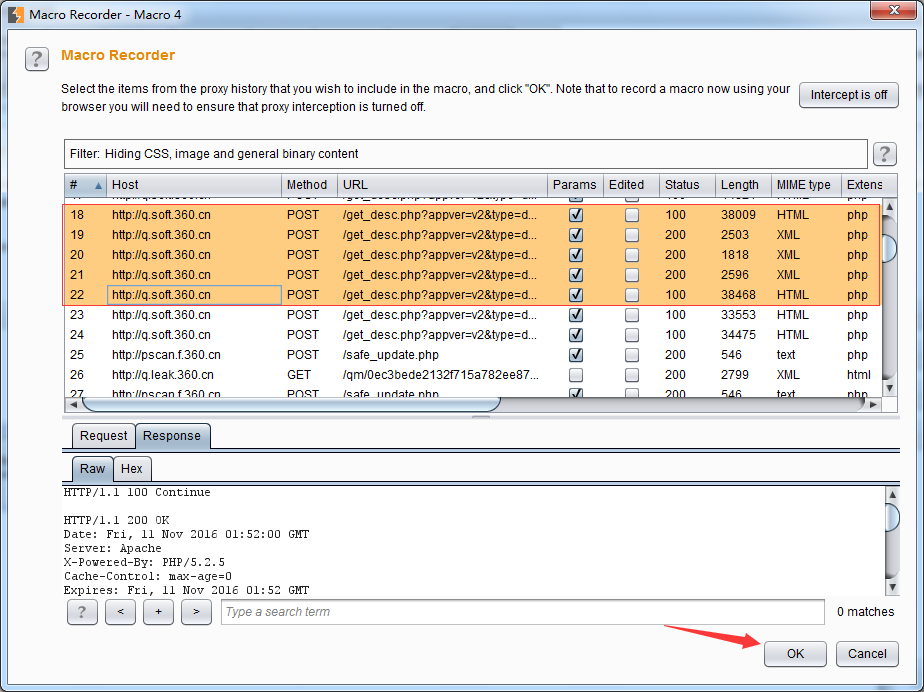 Macro Recorder - Macro 4
Macro Recorder
Select the items from the proxy history that you wish to include in the macro, and click "OK". Note that to record a macro now using your
browser you will need to ensure that proxy interception is turned off.
Intercept is off
Filter: Hiding CSS, image and general binary content
?
# Host Method URL Params Edited Status Length MIME type Extens
18 http://q.soft.360.cn POST /get_desc.php?appver=v2&type=d... 100 38009 HTML php
19 http://q.soft.360.cn POST /get_desc.php?appver=v2&type=d... 200 2503 XML php
20 http://q.soft.360.cn POST /get_desc.php?appver=v2&type=d... 200 1818 XML php
21 http://q.soft.360.cn POST /get_desc.php?appver=v2&type=d... 200 2596 XML php
22 http://q.soft.360.cn POST /get_desc.php?appver=v2&type=d... 100 38468 HTML php
23 http://q.soft.360.cn POST /get_desc.php?appver=v2&type=d... 100 33553 HTML php
24 http://q.soft.360.cn POST /get_desc.php?appver=v2&type=d... 100 34475 HTML php
25 http://pscan.f.360.cn POST /safe_update.php 200 546 text php
26 http://q.leak.360.cn GET /qm/0ec3bede2132f715a782ee87... 200 2799 XML html
27 http://pscan.f.360.cn POST /safe_update.php 200 546 text php
Request Response
Raw Hex
HTTP/1.1 100 Continue
HTTP/1.1 200 OK
Date: Fri, 11 Nov 2016 01:52:00 GMT
Server: Apache
X-Powered-By: PHP/5.2.5
Cache-Control: max-age=0
Expires: Fri, 11 Nov 2016 01:52 GMT
? < + > Type a search term 0 matches
OK Cancel